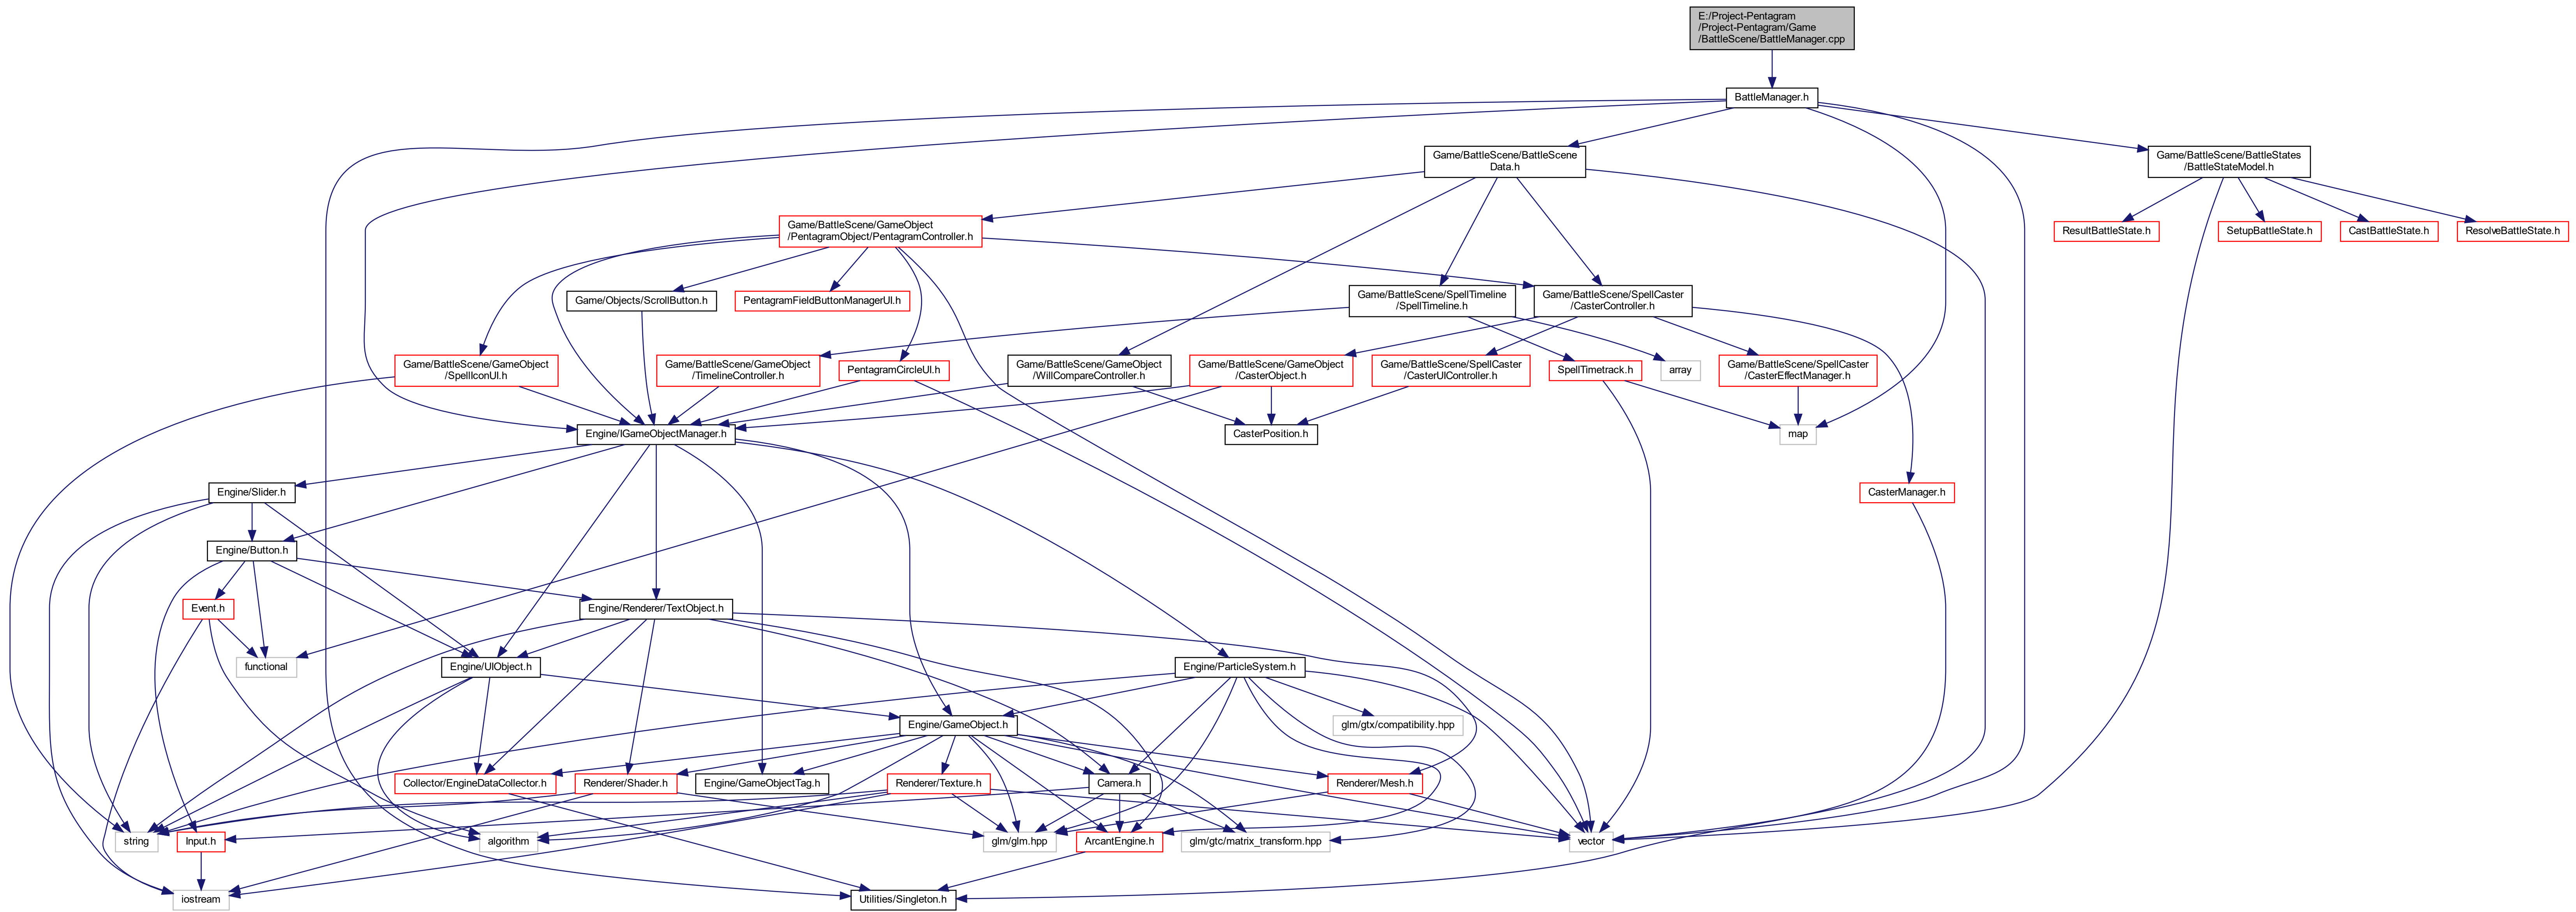 E:/Project-Pentagram
/Project-Pentagram/Game
/BattleScene/BattleManager.cpp
BattleManager.h
Game/BattleScene/BattleScene
Data.h
Game/BattleScene/BattleStates
/BattleStateModel.h
Game/BattleScene/GameObject
/PentagramObject/PentagramController.h
ResultBattleState.h
SetupBattleState.h
CastBattleState.h
ResolveBattleState.h
Game/Objects/ScrollButton.h
PentagramFieldButtonManagerUI.h
Game/BattleScene/SpellTimeline
/SpellTimeline.h
Game/BattleScene/SpellCaster
/CasterController.h
Game/BattleScene/GameObject
/SpellIconUI.h
Game/BattleScene/GameObject
/TimelineController.h
PentagramCircleUI.h
Game/BattleScene/GameObject
/WillCompareController.h
Game/BattleScene/GameObject
/CasterObject.h
Game/BattleScene/SpellCaster
/CasterUIController.h
SpellTimetrack.h
array
Game/BattleScene/SpellCaster
/CasterEffectManager.h
Engine/IGameObjectManager.h
CasterPosition.h
map
Engine/Slider.h
CasterManager.h
Engine/Button.h
Event.h
Engine/Renderer/TextObject.h
functional
Engine/UIObject.h
Engine/ParticleSystem.h
Engine/GameObject.h
glm/gtx/compatibility.hpp
Collector/EngineDataCollector.h
Renderer/Shader.h
Engine/GameObjectTag.h
Renderer/Texture.h
Camera.h
Renderer/Mesh.h
string
Input.h
algorithm
glm/glm.hpp
ArcantEngine.h
glm/gtc/matrix_transform.hpp
vector
iostream
Utilities/Singleton.h